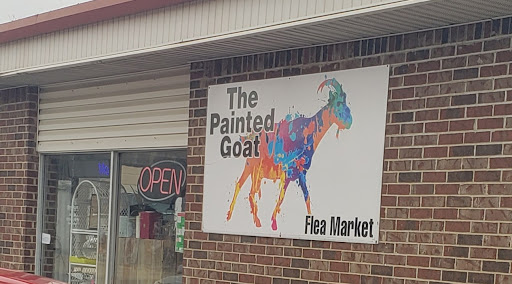 The
Painted
Goat
Flea Market
OPEN